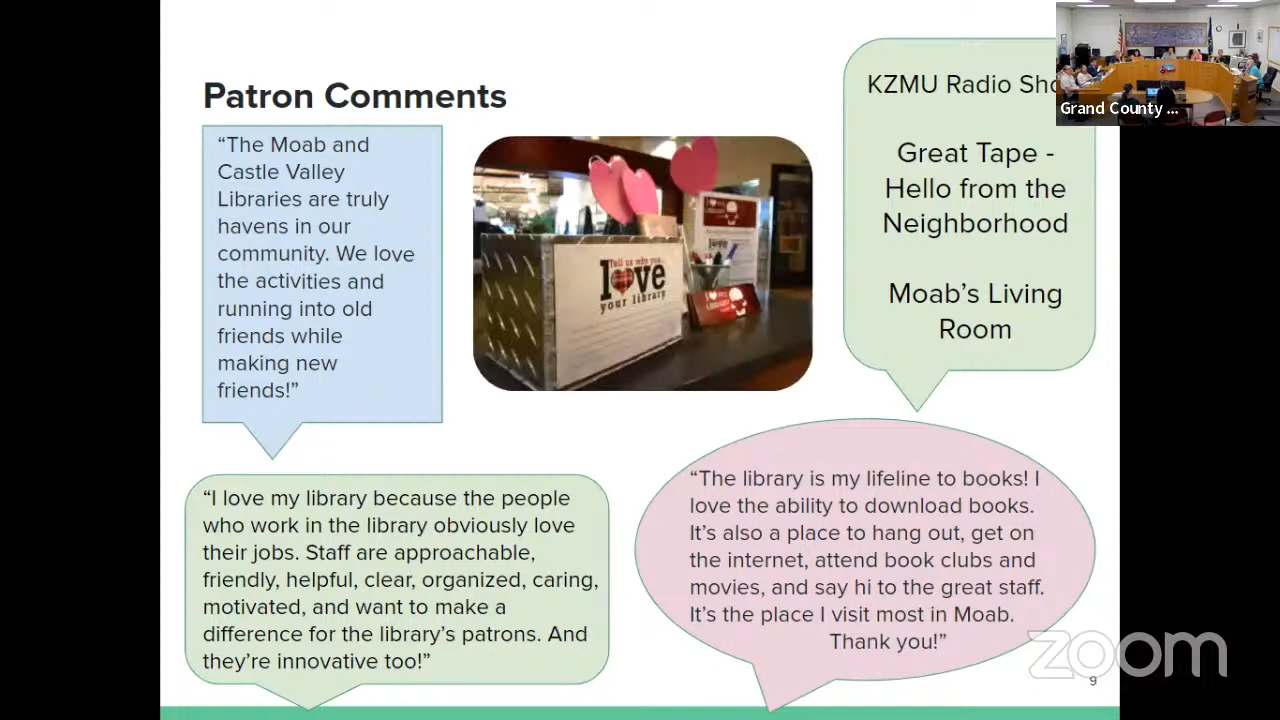 Patron Comments
“The Moab and
Castle Valley
Libraries are truly
havens in our
community. We love
the activities and
running into old
friends while
making new
friends!”
Tell us why you...
love
your library
KZMU Radio Sho
Great Tape -
Hello from the
Neighborhood
Moab’s Living
Room
Grand County ...
“I love my library because the people
who work in the library obviously love
their jobs. Staff are approachable,
friendly, helpful, clear, organized, caring,
motivated, and want to make a
difference for the library’s patrons. And
they’re innovative too!”
“The library is my lifeline to books! I
love the ability to download books.
It’s also a place to hang out, get on
the internet, attend book clubs and
movies, and say hi to the great staff.
It’s the place I visit most in Moab.
Thank you!”
zoom
9